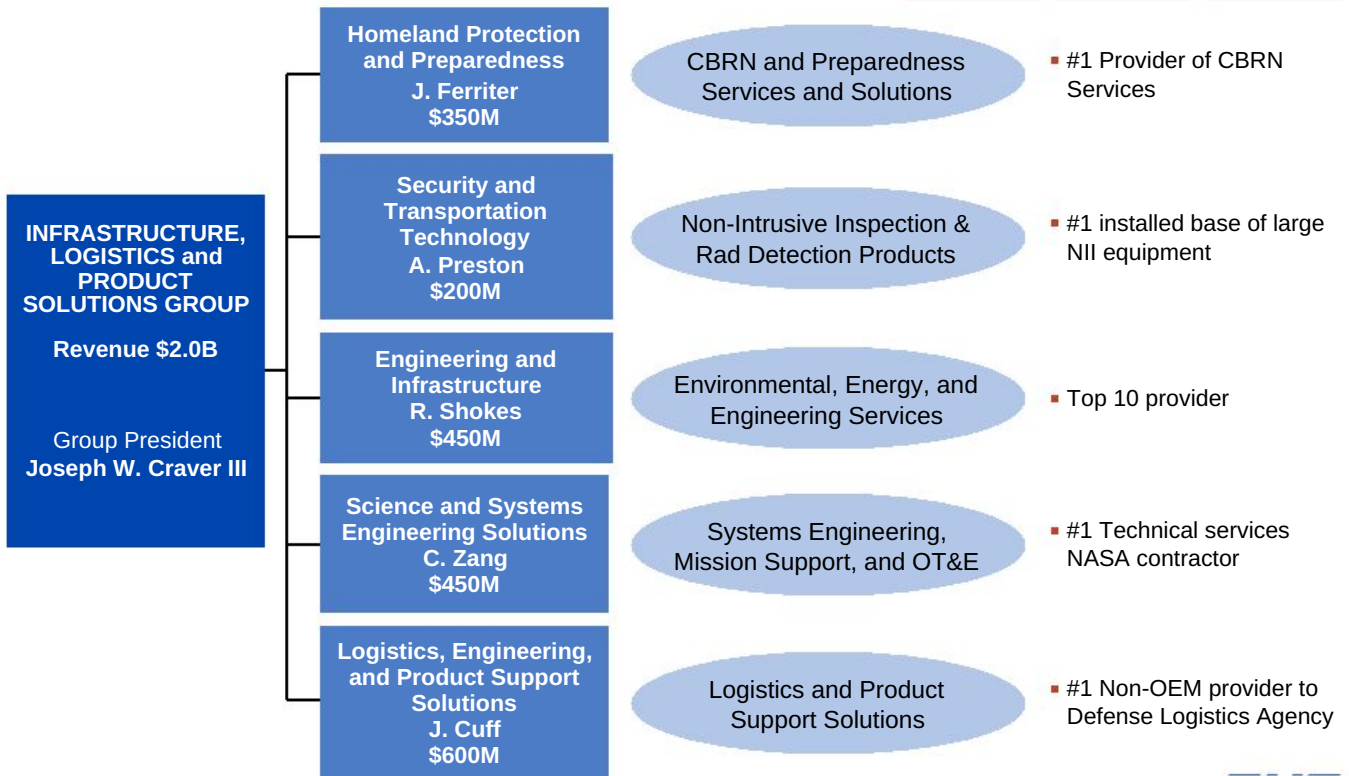 INFRASTRUCTURE,
LOGISTICS and
PRODUCT
SOLUTIONS GROUP
Revenue $2.0B
Group President
Joseph W. Craver III
Homeland Protection
and Preparedness
J. Ferriter
$350M
CBRN and Preparedness
Services and Solutions
#1 Provider of CBRN
Services
Security and
Transportation
Technology
A. Preston
$200M
Non-Intrusive Inspection &
Rad Detection Products
#1 installed base of large
NII equipment
Engineering and
Infrastructure
R. Shokes
$450M
Environmental, Energy, and
Engineering Services
Top 10 provider
Science and Systems
Engineering Solutions
C. Zang
$450M
Systems Engineering,
Mission Support, and OT&E
#1 Technical services
NASA contractor
Logistics, Engineering,
and Product Support
Solutions
J. Cuff
$600M
Logistics and Product
Support Solutions
#1 Non-OEM provider to
Defense Logistics Agency